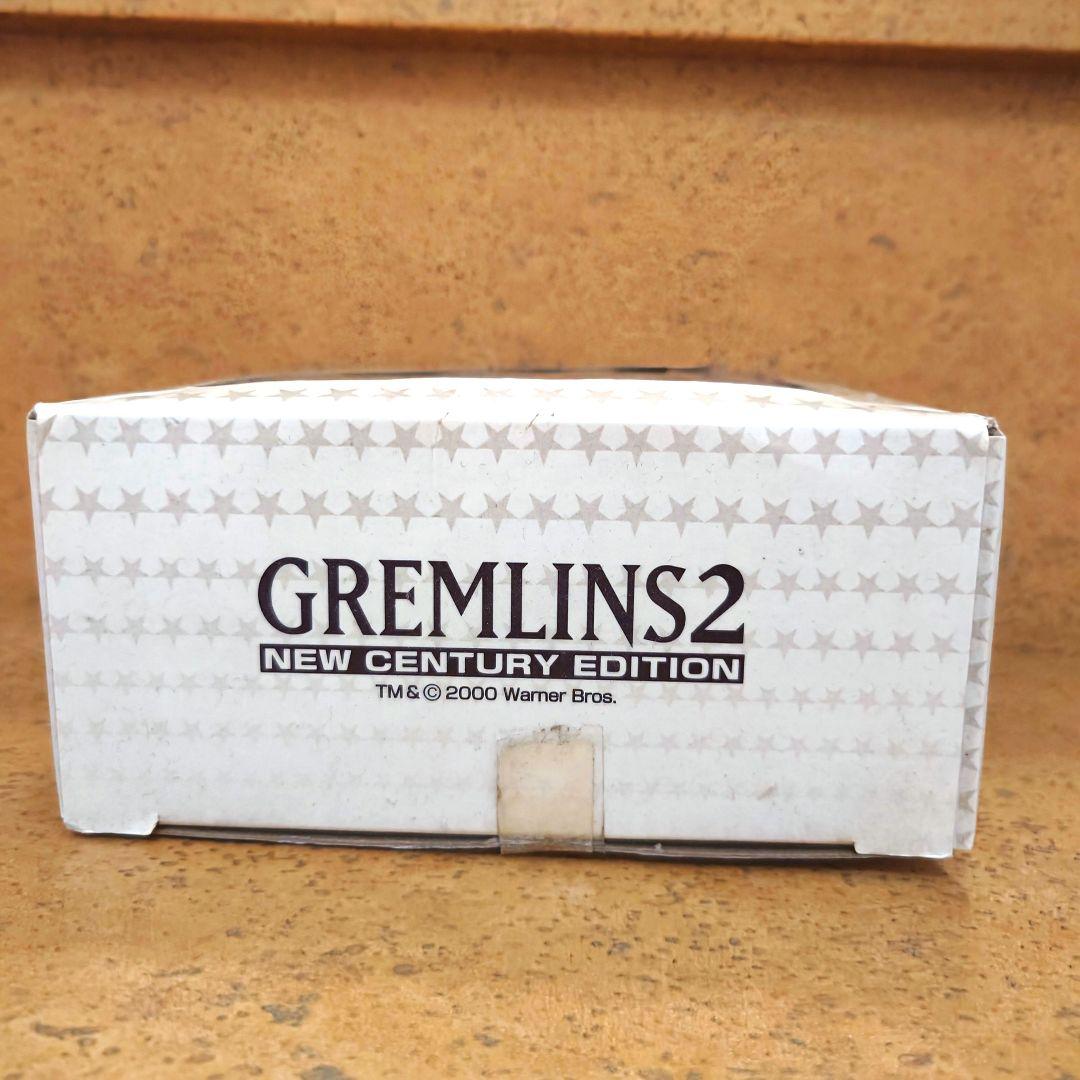 GREMLINS2
NEW CENTURY EDITION
TM & © 2000 Warner Bros.